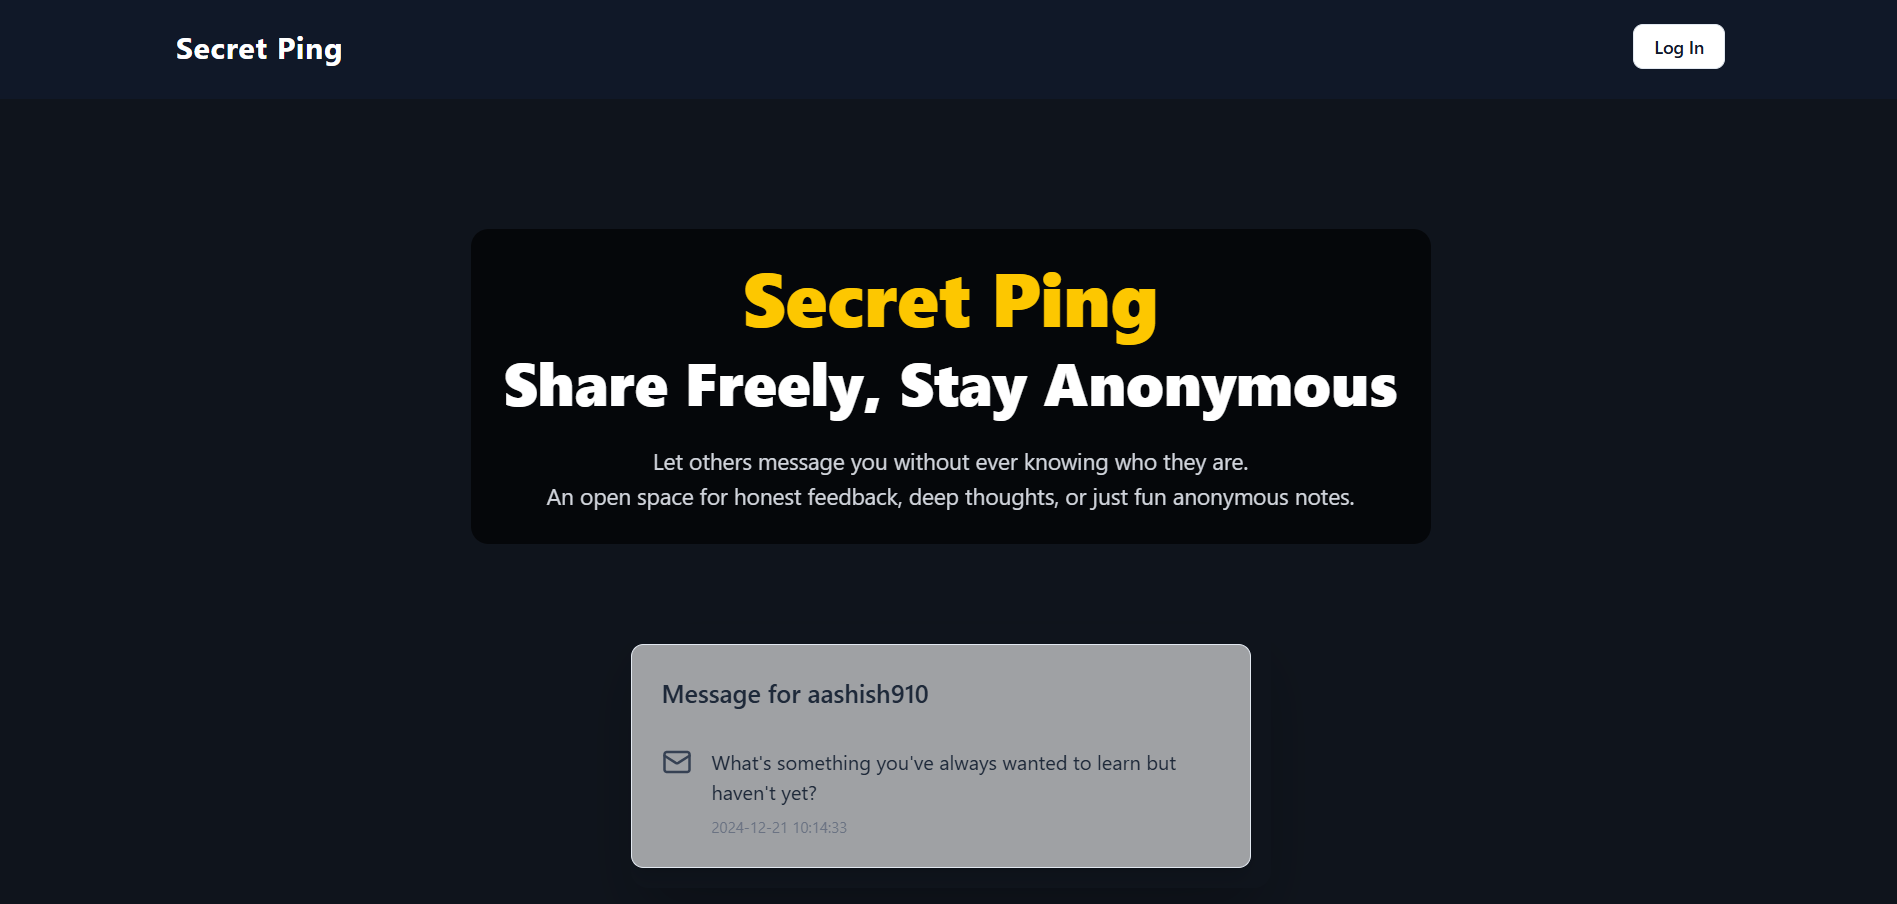 Secret Ping
Log In
Secret Ping
Share Freely, Stay Anonymous
Let others message you without ever knowing who they are.
An open space for honest feedback, deep thoughts, or just fun anonymous notes.
Message for aashish910
What's something you've always wanted to learn but
haven't yet?
2024-12-21 10:14:33